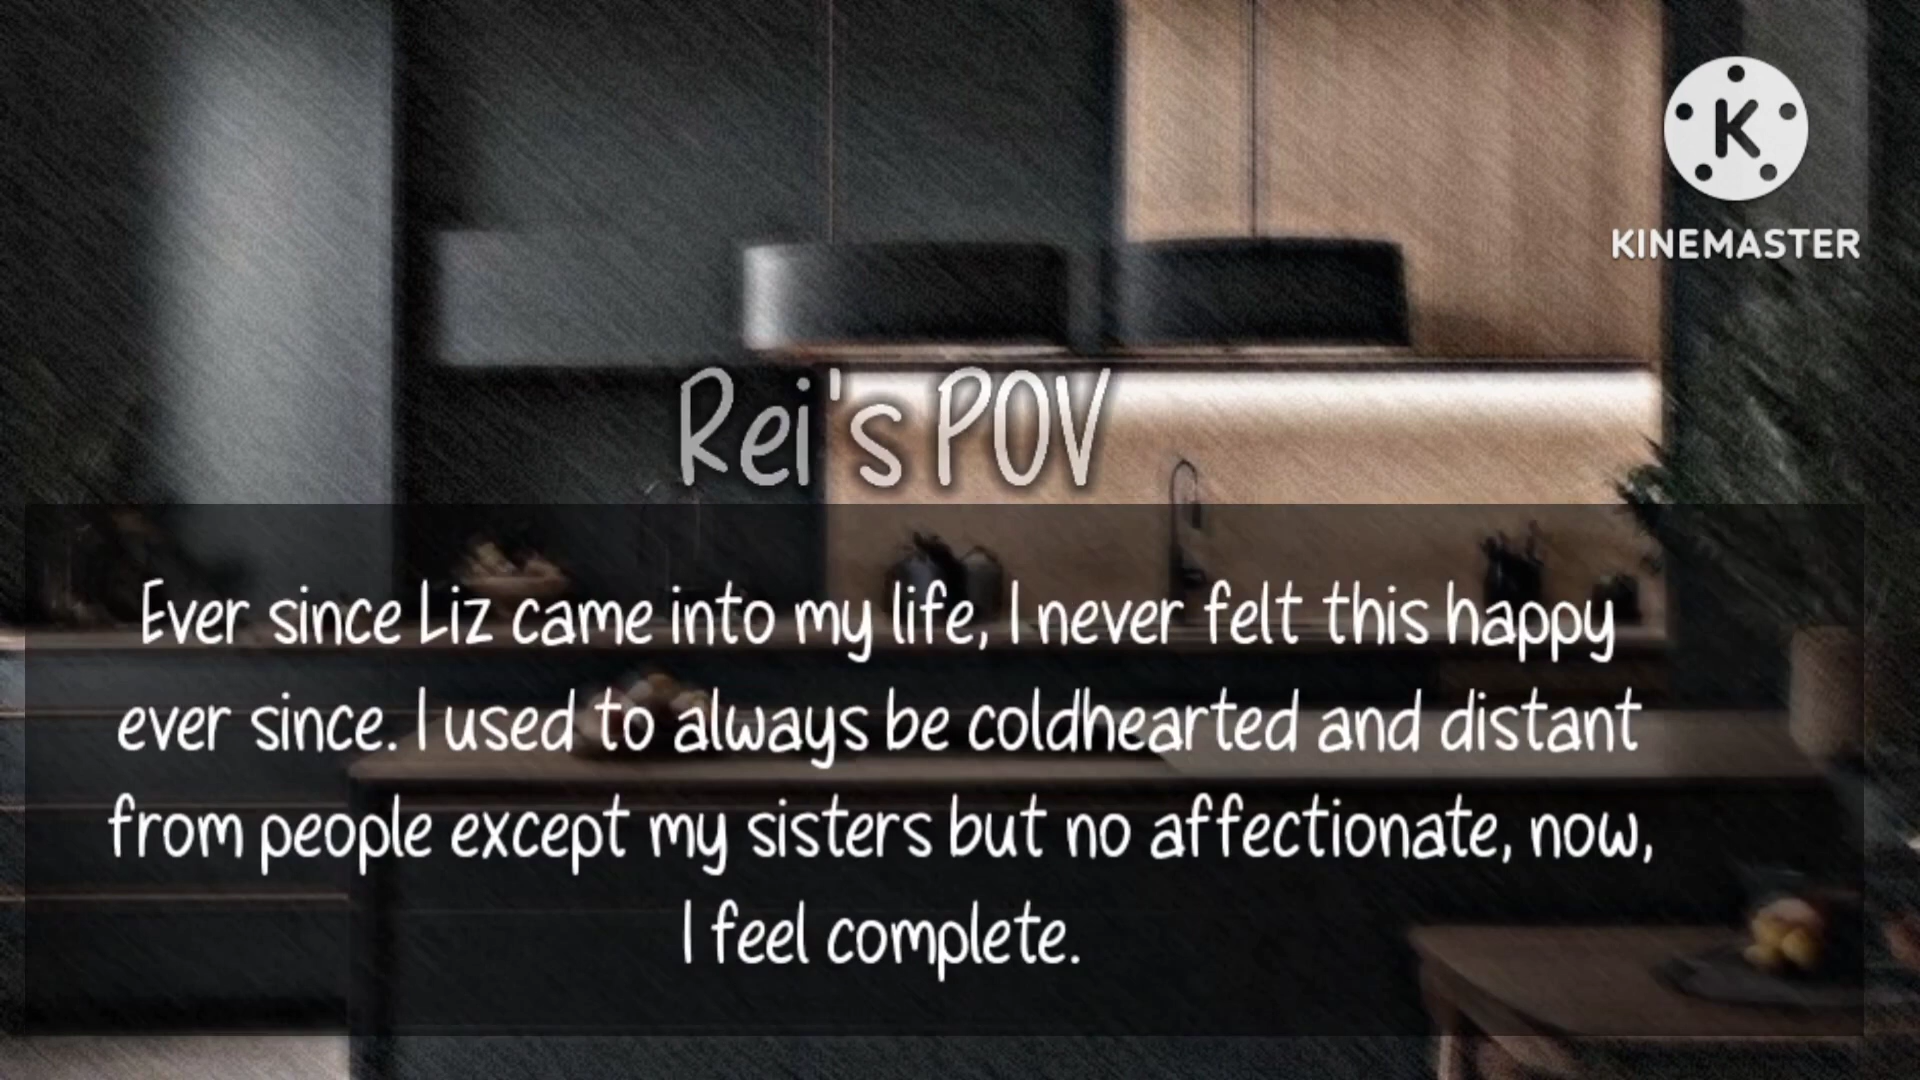 K
KINEMASTER
Rei's POV
Ever since Liz came into my life, I never felt this happy
ever since. I used to always be coldhearted and distant
from people except my sisters but no affectionate, now,
I feel complete.